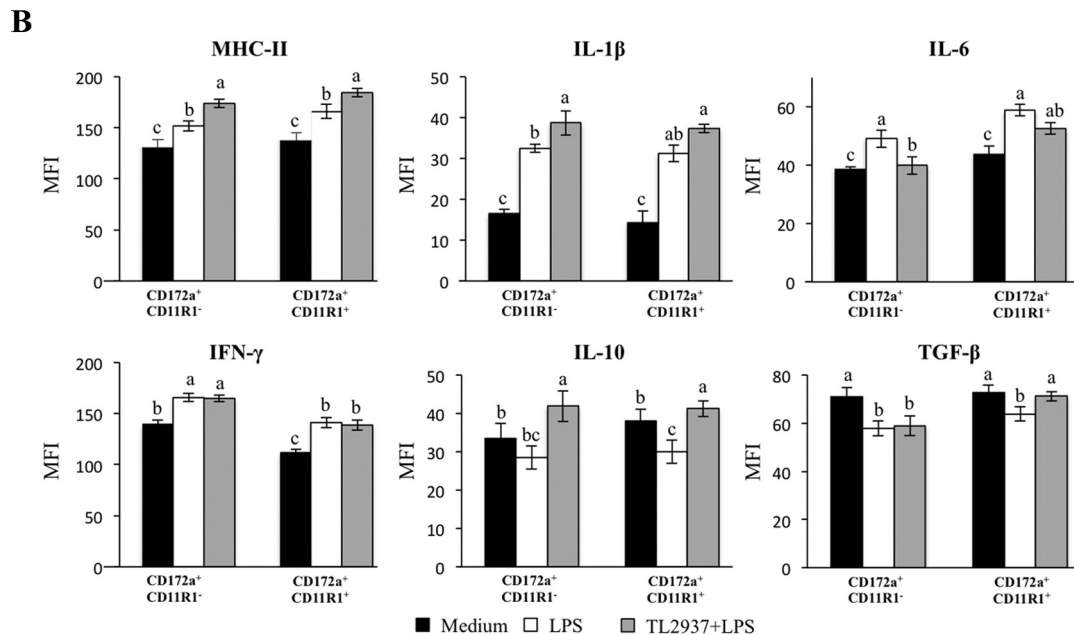 B
MHC-II
IL-1β
IL-6
200
150
100
50
0
MFI
c b a c b a
CD172a⁺ CD172a⁺
CD11R1⁻ CD11R1⁺
50
40
30
20
10
0
MFI
c b a c ab a
CD172a⁺ CD172a⁺
CD11R1⁻ CD11R1⁺
60
40
20
0
MFI
c a b c a ab
CD172a⁺ CD172a⁺
CD11R1⁻ CD11R1⁺
IFN-γ
IL-10
TGF-β
200
150
100
50
0
MFI
b a a c b b
CD172a⁺ CD172a⁺
CD11R1⁻ CD11R1⁺
50
40
30
20
10
0
MFI
b bc a b c a
CD172a⁺ CD172a⁺
CD11R1⁻ CD11R1⁺
80
60
40
20
0
MFI
a b b a b a
CD172a⁺ CD172a⁺
CD11R1⁻ CD11R1⁺
Medium LPS TL2937+LPS